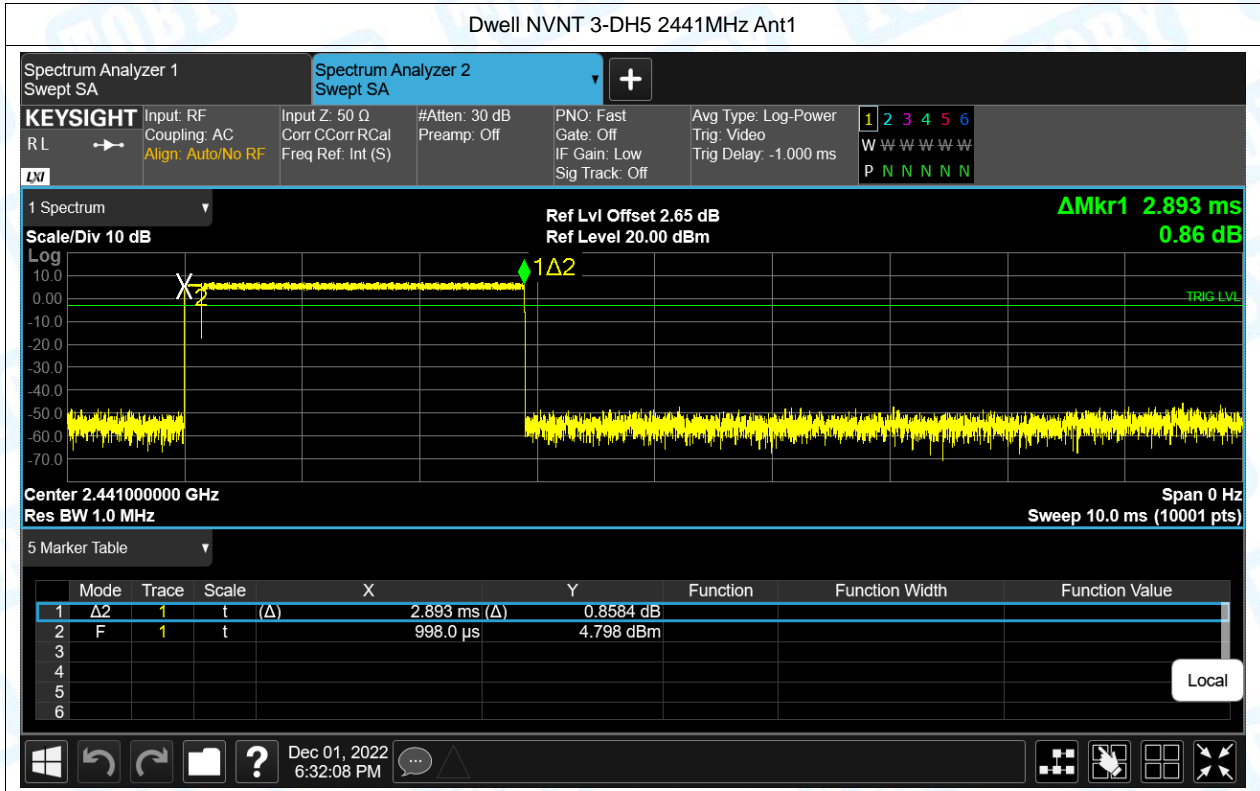 Dwell NVNT 3-DH5 2441MHz Ant1
Spectrum Analyzer 1
Swept SA
Spectrum Analyzer 2
Swept SA
KEYSIGHT
RL
LXI
Input: RF
Coupling: AC
Align: Auto/No RF
Input Z: 50 Ω
Corr CCorr RCal
Freq Ref: Int (S)
#Atten: 30 dB
Preamp: Off
PNO: Fast
Gate: Off
IF Gain: Low
Sig Track: Off
Avg Type: Log-Power
Trig: Video
Trig Delay: -1.000 ms
1 2 3 4 5 6
W W W W W W
P N N N N N
1 Spectrum
Scale/Div 10 dB
Ref Lvl Offset 2.65 dB
Ref Level 20.00 dBm
ΔMkr1 2.893 ms
0.86 dB
Log
10.0
0.00
-10.0
-20.0
-30.0
-40.0
-50.0
-60.0
-70.0
1Δ2
2
TRIG LVL
Center 2.441000000 GHz
Res BW 1.0 MHz
Span 0 Hz
Sweep 10.0 ms (10001 pts)
5 Marker Table
Mode Trace Scale X Y Function Function Width Function Value
1 Δ2 1 t (Δ) 2.893 ms (Δ) 0.8584 dB
2 F 1 t 998.0 µs 4.798 dBm
3
4
5
6
Local
Dec 01, 2022
6:32:08 PM
TOBY